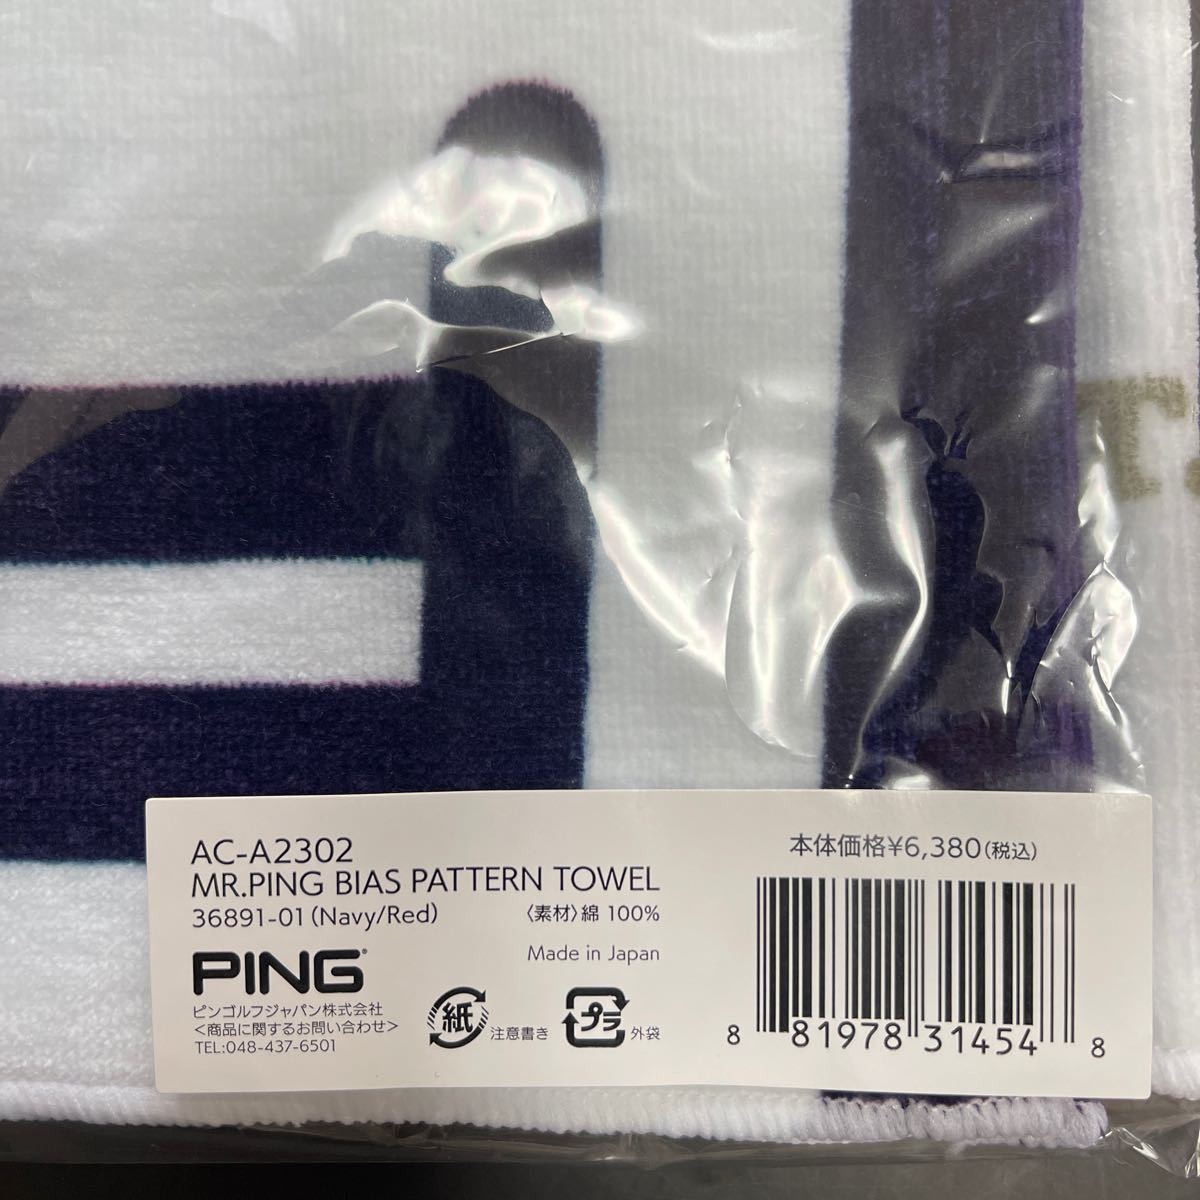 AC-A2302
MR.PING BIAS PATTERN TOWEL
36891-01 (Navy/Red) 〈素材〉綿 100%
PING®
Made in Japan
ピンゴルフジャパン株式会社
<商品に関するお問い合わせ>
TEL:048-437-6501
紙 注意書き
プラ 外袋
本体価格¥6,380(税込)
8 81978 31454 8